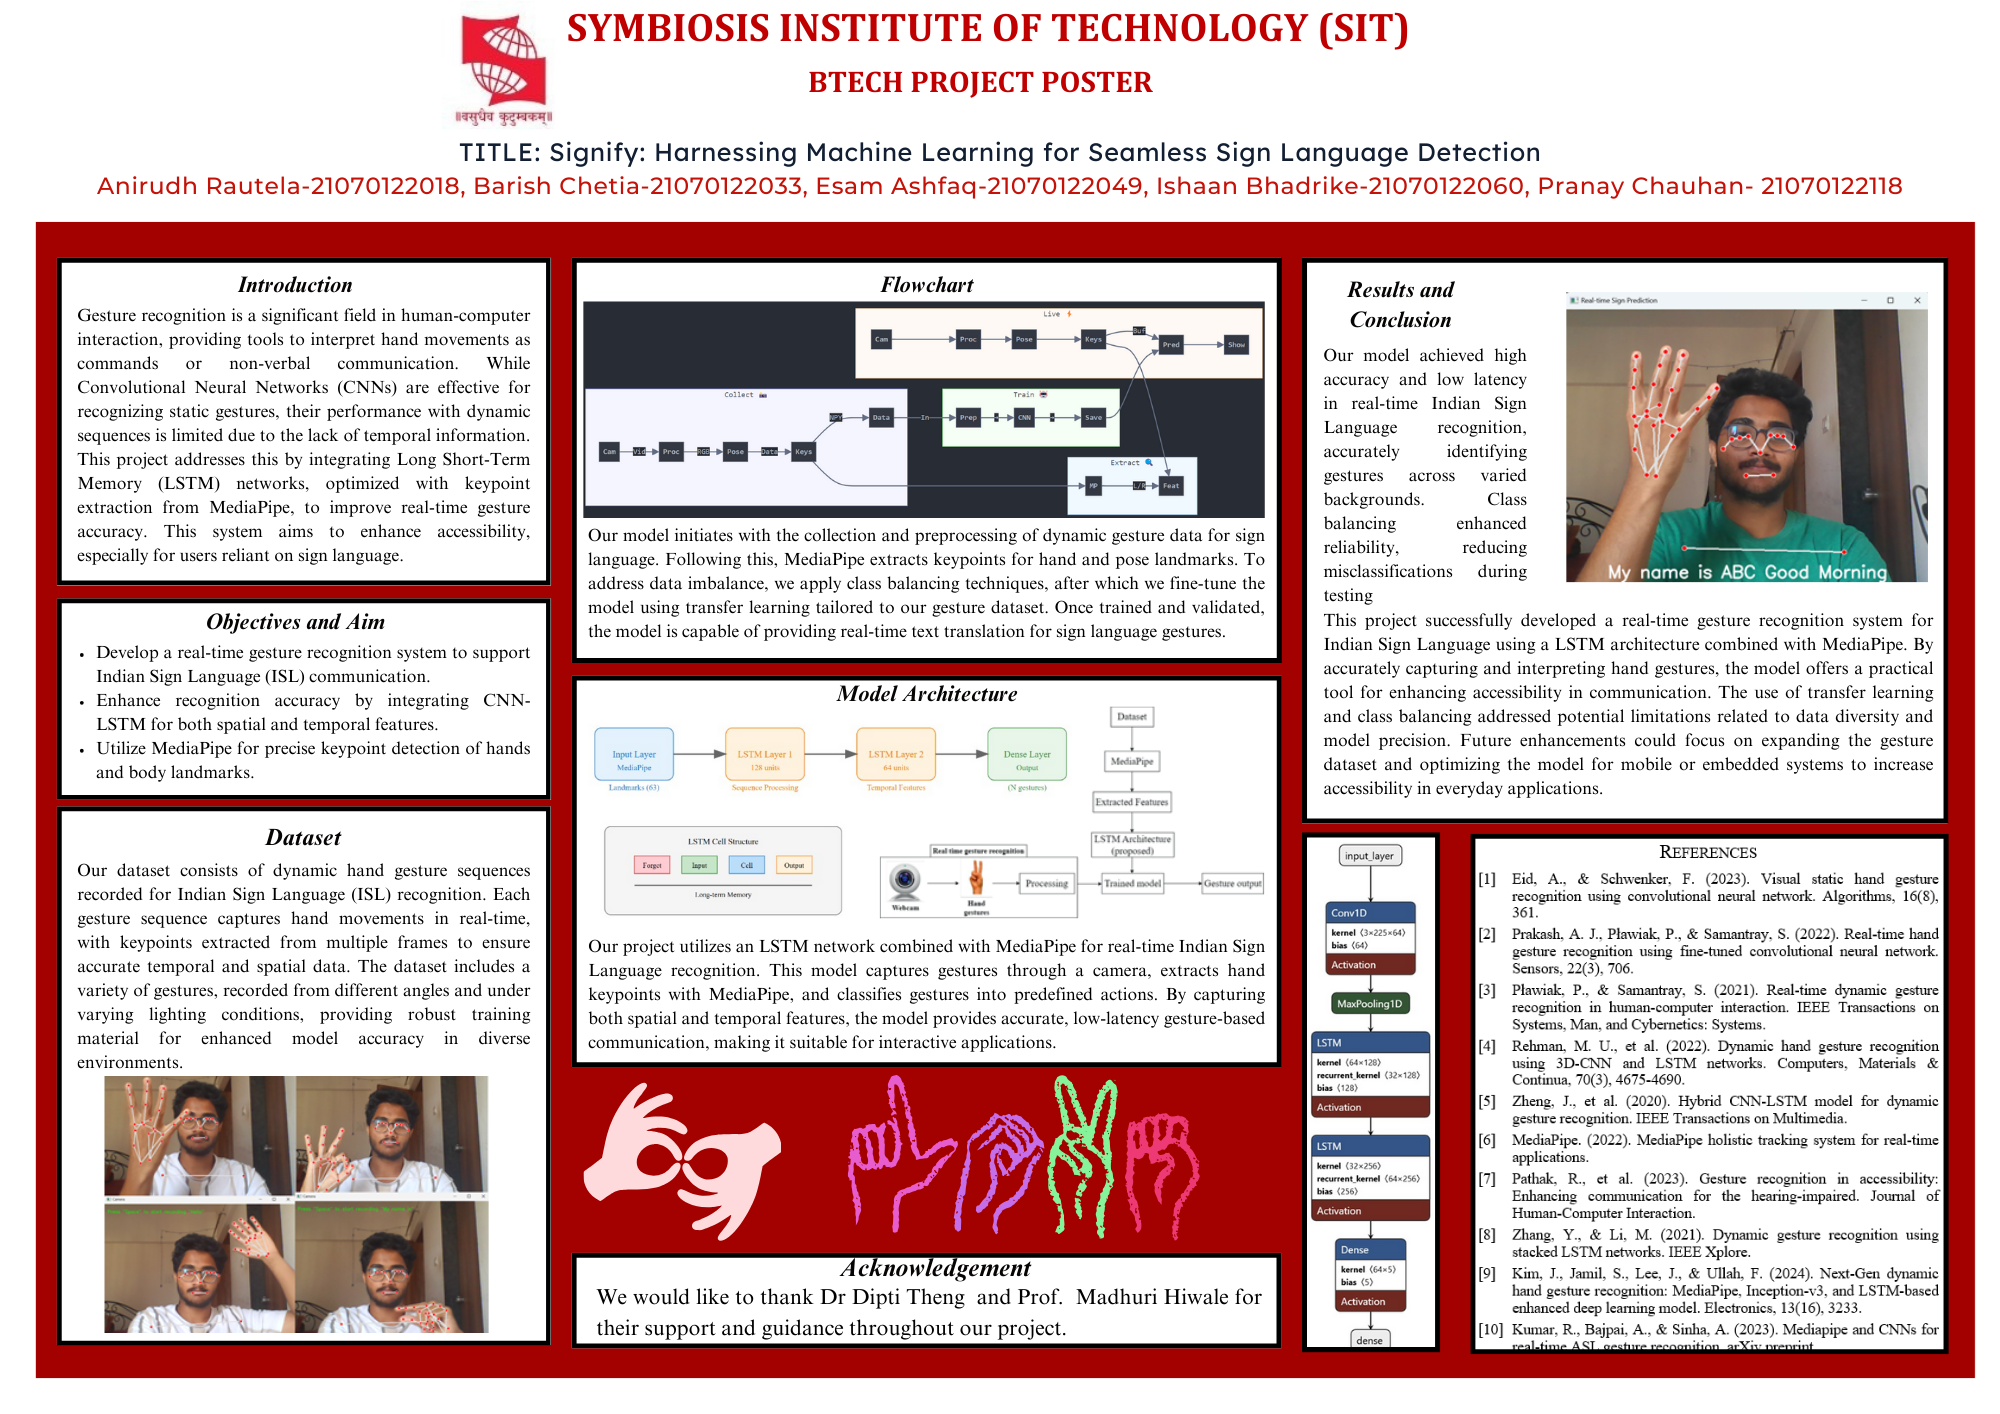 SYMBIOSIS INSTITUTE OF TECHNOLOGY (SIT)
BTECH PROJECT POSTER
॥वसुधैव कुटुम्बकम्॥
TITLE: Signify: Harnessing Machine Learning for Seamless Sign Language Detection
Anirudh Rautela-21070122018, Barish Chetia-21070122033, Esam Ashfaq-21070122049, Ishaan Bhadrike-21070122060, Pranay Chauhan- 21070122118
Introduction
Gesture recognition is a significant field in human-computer
interaction, providing tools to interpret hand movements as
commands or non-verbal communication. While
Convolutional Neural Networks (CNNs) are effective for
recognizing static gestures, their performance with dynamic
sequences is limited due to the lack of temporal information.
This project addresses this by integrating Long Short-Term
Memory (LSTM) networks, optimized with keypoint
extraction from MediaPipe, to improve real-time gesture
accuracy. This system aims to enhance accessibility,
especially for users reliant on sign language.
Objectives and Aim
• Develop a real-time gesture recognition system to support
Indian Sign Language (ISL) communication.
• Enhance recognition accuracy by integrating CNN-
LSTM for both spatial and temporal features.
• Utilize MediaPipe for precise keypoint detection of hands
and body landmarks.
Dataset
Our dataset consists of dynamic hand gesture sequences
recorded for Indian Sign Language (ISL) recognition. Each
gesture sequence captures hand movements in real-time,
with keypoints extracted from multiple frames to ensure
accurate temporal and spatial data. The dataset includes a
variety of gestures, recorded from different angles and under
varying lighting conditions, providing robust training
material for enhanced model accuracy in diverse
environments.
Flowchart
Live
Cam Proc Pose Keys Buf Pred Show
Collect
Cam Vid Proc RGB Pose Data Keys NPY Data In
Train
Prep CNN Save
Extract
MP L/R Feat
Our model initiates with the collection and preprocessing of dynamic gesture data for sign
language. Following this, MediaPipe extracts keypoints for hand and pose landmarks. To
address data imbalance, we apply class balancing techniques, after which we fine-tune the
model using transfer learning tailored to our gesture dataset. Once trained and validated,
the model is capable of providing real-time text translation for sign language gestures.
Model Architecture
Input Layer
MediaPipe
Landmarks (63)
LSTM Layer 1
128 units
Sequence Processing
LSTM Layer 2
64 units
Temporal Features
Dense Layer
Output
(N gestures)
LSTM Cell Structure
Forget Input Cell Output
Long-term Memory
Dataset
MediaPipe
Extracted Features
LSTM Architecture
(proposed)
Real time gesture recognition
Webcam
Hand
gestures
Processing
Trained model
Gesture output
Our project utilizes an LSTM network combined with MediaPipe for real-time Indian Sign
Language recognition. This model captures gestures through a camera, extracts hand
keypoints with MediaPipe, and classifies gestures into predefined actions. By capturing
both spatial and temporal features, the model provides accurate, low-latency gesture-based
communication, making it suitable for interactive applications.
Acknowledgement
We would like to thank Dr Dipti Theng and Prof. Madhuri Hiwale for
their support and guidance throughout our project.
Results and
Conclusion
Our model achieved high
accuracy and low latency
in real-time Indian Sign
Language recognition,
accurately identifying
gestures across varied
backgrounds. Class
balancing enhanced
reliability, reducing
misclassifications during
testing
Real-time Sign Prediction
My name is ABC Good Morning
This project successfully developed a real-time gesture recognition system for
Indian Sign Language using a LSTM architecture combined with MediaPipe. By
accurately capturing and interpreting hand gestures, the model offers a practical
tool for enhancing accessibility in communication. The use of transfer learning
and class balancing addressed potential limitations related to data diversity and
model precision. Future enhancements could focus on expanding the gesture
dataset and optimizing the model for mobile or embedded systems to increase
accessibility in everyday applications.
input_layer
Conv1D
kernel ⟨3×225×64⟩
bias ⟨64⟩
Activation
MaxPooling1D
LSTM
kernel ⟨64×128⟩
recurrent_kernel ⟨32×128⟩
bias ⟨128⟩
Activation
LSTM
kernel ⟨32×256⟩
recurrent_kernel ⟨64×256⟩
bias ⟨256⟩
Activation
Dense
kernel ⟨64×5⟩
bias ⟨5⟩
Activation
dense
REFERENCES
[1] Eid, A., & Schwenker, F. (2023). Visual static hand gesture
recognition using convolutional neural network. Algorithms, 16(8),
361.
[2] Prakash, A. J., Pławiak, P., & Samantray, S. (2022). Real-time hand
gesture recognition using fine-tuned convolutional neural network.
Sensors, 22(3), 706.
[3] Pławiak, P., & Samantray, S. (2021). Real-time dynamic gesture
recognition in human-computer interaction. IEEE Transactions on
Systems, Man, and Cybernetics: Systems.
[4] Rehman, M. U., et al. (2022). Dynamic hand gesture recognition
using 3D-CNN and LSTM networks. Computers, Materials &
Continua, 70(3), 4675-4690.
[5] Zheng, J., et al. (2020). Hybrid CNN-LSTM model for dynamic
gesture recognition. IEEE Transactions on Multimedia.
[6] MediaPipe. (2022). MediaPipe holistic tracking system for real-time
applications.
[7] Pathak, R., et al. (2023). Gesture recognition in accessibility:
Enhancing communication for the hearing-impaired. Journal of
Human-Computer Interaction.
[8] Zhang, Y., & Li, M. (2021). Dynamic gesture recognition using
stacked LSTM networks. IEEE Xplore.
[9] Kim, J., Jamil, S., Lee, J., & Ullah, F. (2024). Next-Gen dynamic
hand gesture recognition: MediaPipe, Inception-v3, and LSTM-based
enhanced deep learning model. Electronics, 13(16), 3233.
[10] Kumar, R., Bajpai, A., & Sinha, A. (2023). Mediapipe and CNNs for
real-time ASL gesture recognition. arXiv preprint